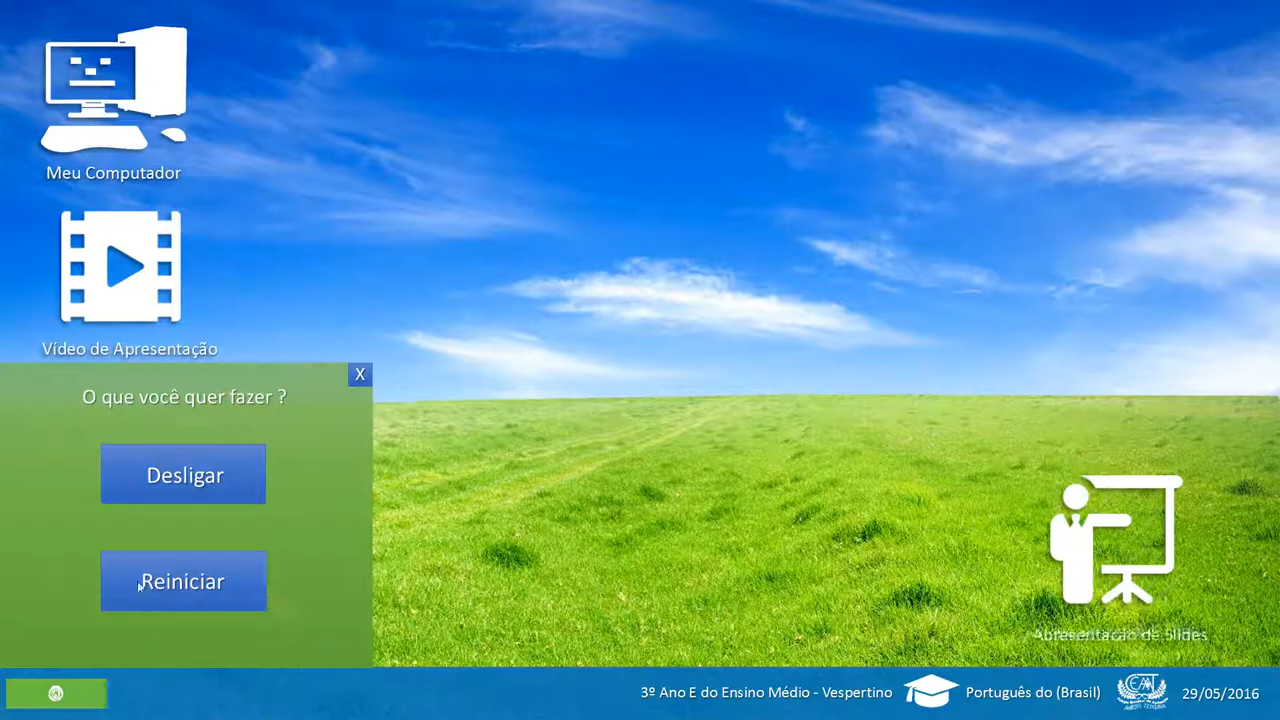 Meu Computador
Vídeo de Apresentação
X
O que você quer fazer ?
Desligar
Reiniciar
Apresentação de Slides
3º Ano E do Ensino Médio - Vespertino
Português do (Brasil)
29/05/2016